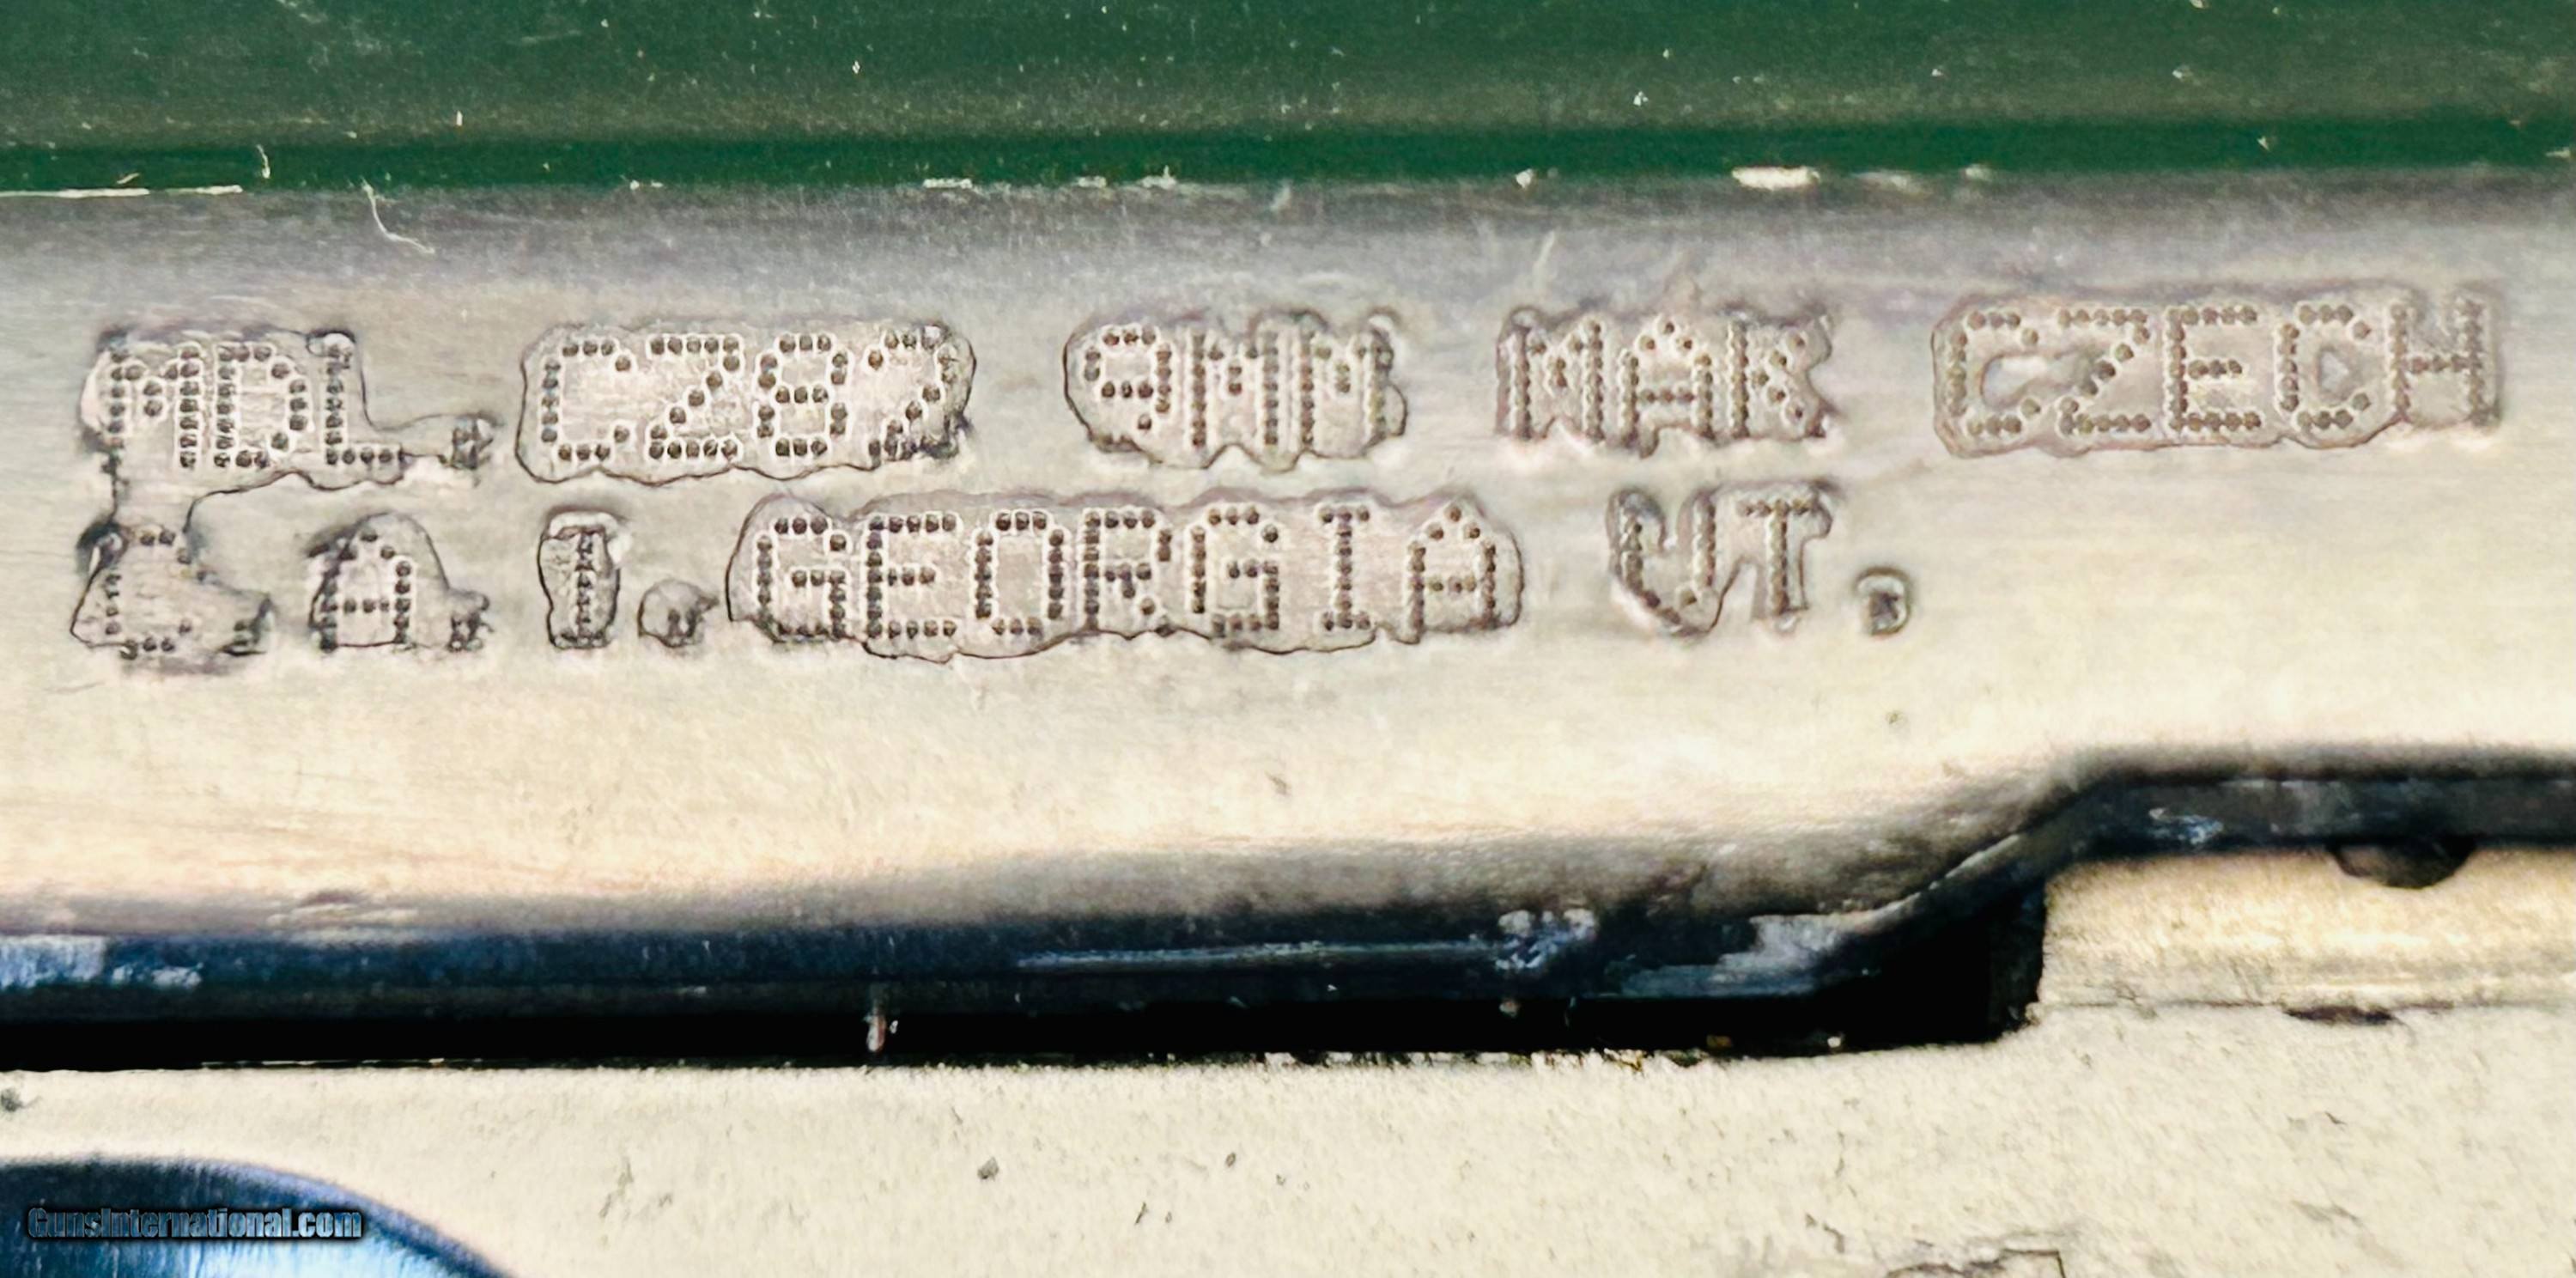 MDL.CZ82 9MM MAK CZECH
C.A.I.GEORGIA VT.
GunsInternational.com